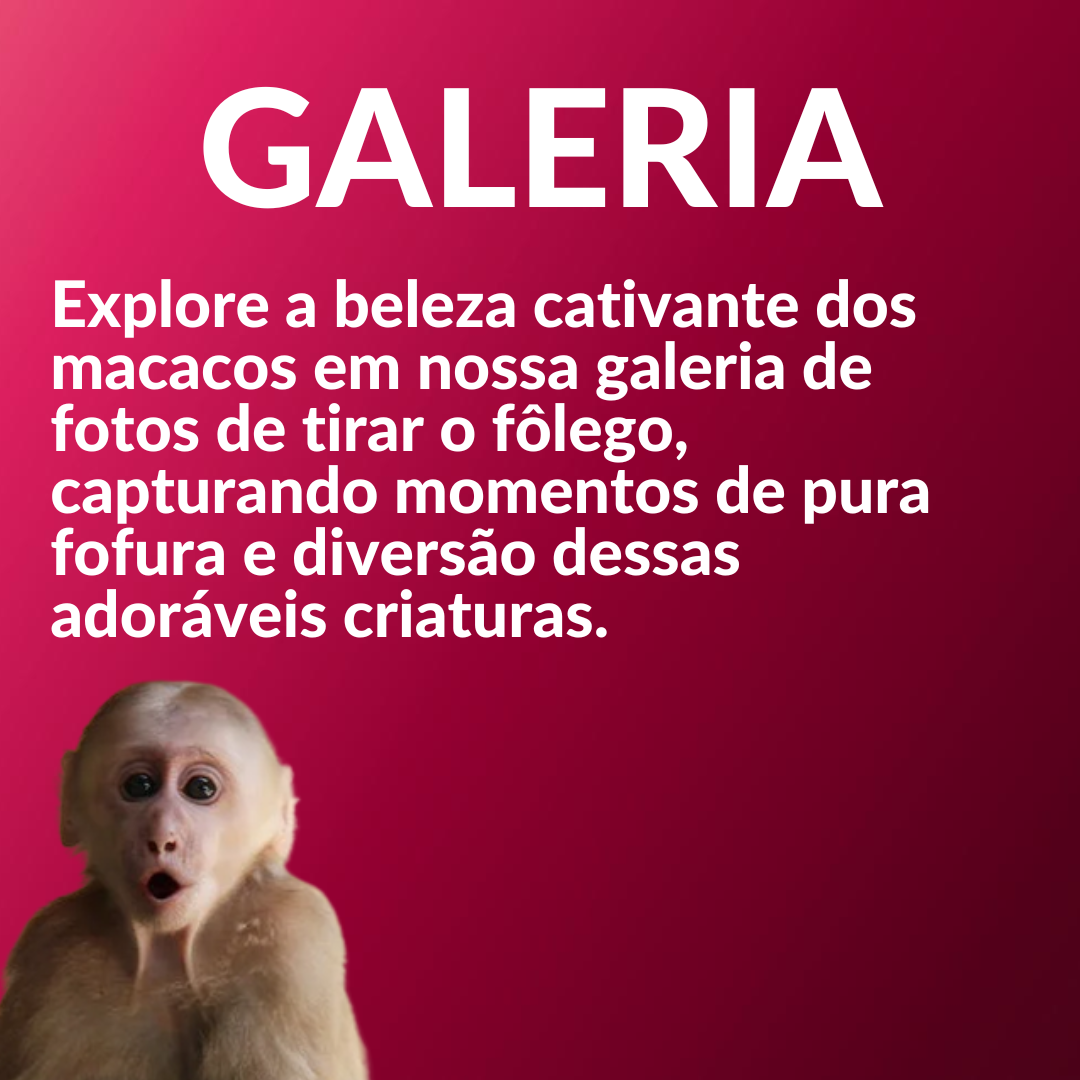 GALERIA
Explore a beleza cativante dos
macacos em nossa galeria de
fotos de tirar o fôlego,
capturando momentos de pura
fofura e diversão dessas
adoráveis criaturas.